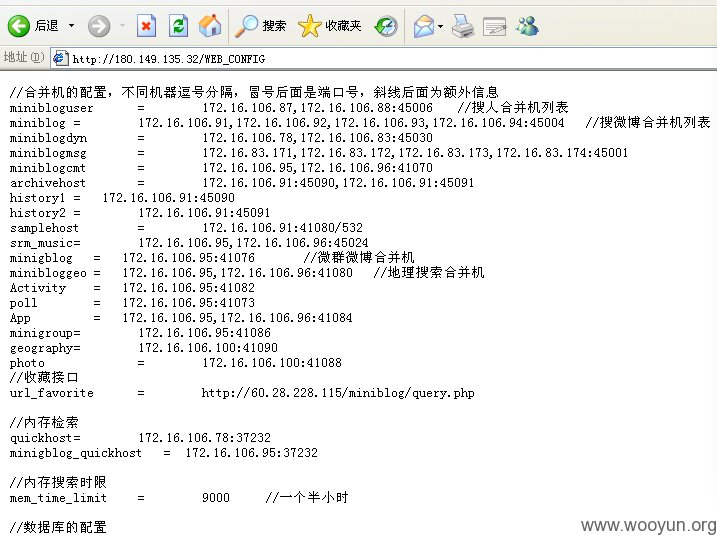 后退 搜索 收藏夹
地址(D) http://180.149.135.32/WEB_CONFIG
//合并机的配置，不同机器逗号分隔，冒号后面是端口号，斜线后面为额外信息
minibloguser = 172.16.106.87,172.16.106.88:45006 //搜人合并机列表
miniblog = 172.16.106.91,172.16.106.92,172.16.106.93,172.16.106.94:45004 //搜微博合并机列表
miniblogdyn = 172.16.106.78,172.16.106.83:45030
miniblogmsg = 172.16.83.171,172.16.83.172,172.16.83.173,172.16.83.174:45001
miniblogcmt = 172.16.106.95,172.16.106.96:41070
archivehost = 172.16.106.91:45090,172.16.106.91:45091
history1 = 172.16.106.91:45090
history2 = 172.16.106.91:45091
samplehost = 172.16.106.91:41080/532
srm_music= 172.16.106.95,172.16.106.96:45024
minigblog = 172.16.106.95:41076 //微群微博合并机
minibloggeo = 172.16.106.95,172.16.106.96:41080 //地理搜索合并机
Activity = 172.16.106.95:41082
poll = 172.16.106.95:41073
App = 172.16.106.95,172.16.106.96:41084
minigroup= 172.16.106.95:41086
geography= 172.16.106.100:41090
photo = 172.16.106.100:41088
//收藏接口
url_favorite = http://60.28.228.115/miniblog/query.php
//内存检索
quickhost= 172.16.106.78:37232
minigblog_quickhost = 172.16.106.95:37232
//内存搜索时限
mem_time_limit = 9000 //一个半小时
//数据库的配置
www.wooyun.org